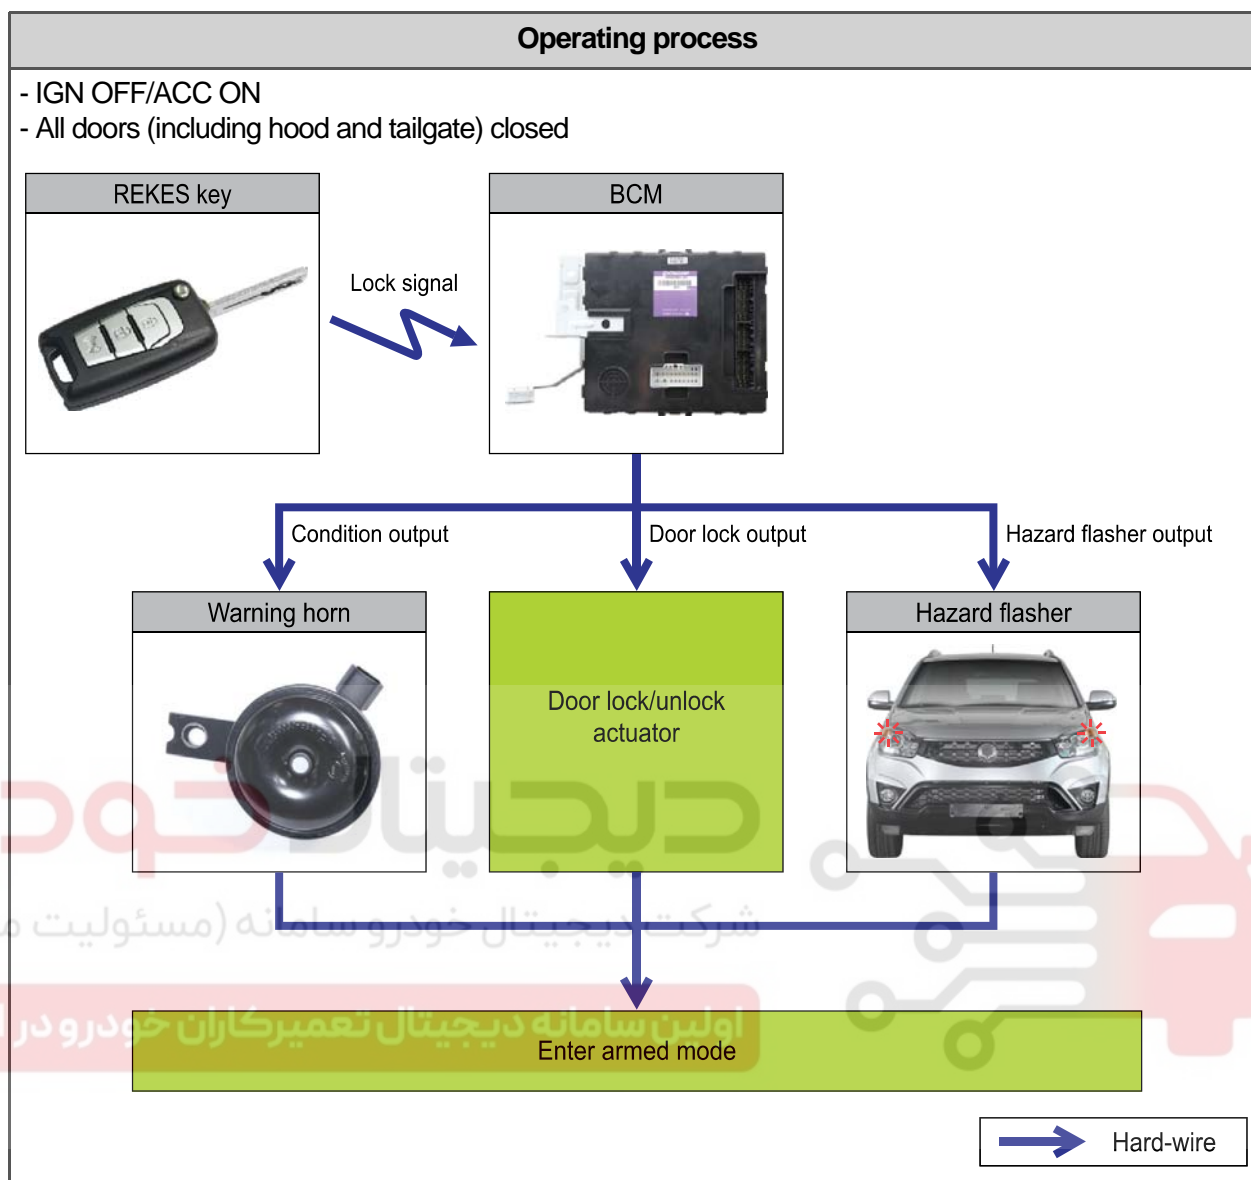 Operating process
- IGN OFF/ACC ON
- All doors (including hood and tailgate) closed
REKES key
BCM
Lock signal
Condition output
Door lock output
Hazard flasher output
Warning horn
Door lock/unlock
actuator
Hazard flasher
دیجیتال خود
شرکت دیجیتال خودرو سامانه (مسئولیت
اولین سامانه دیجیتال تعمیرکاران خودرو در
Enter armed mode
Hard-wire